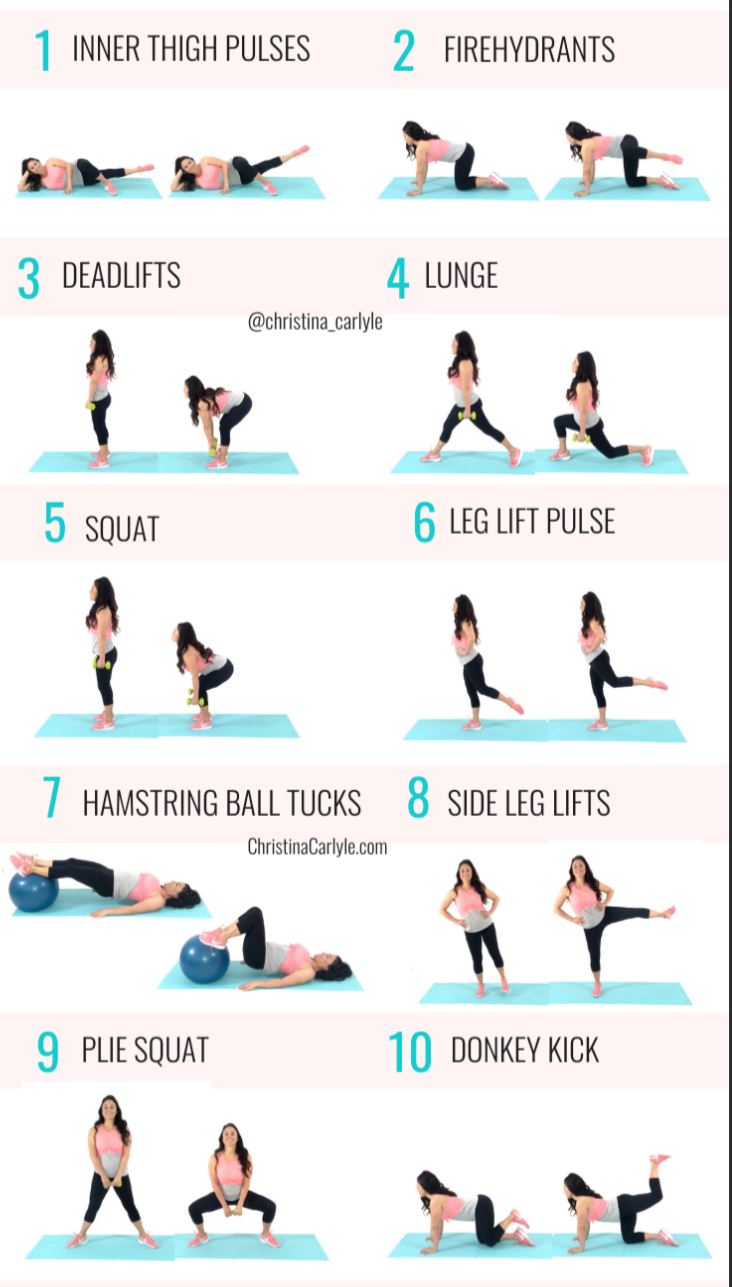 1 INNER THIGH PULSES
2 FIREHYDRANTS
3 DEADLIFTS
4 LUNGE
@christina_carlyle
5 SQUAT
6 LEG LIFT PULSE
7 HAMSTRING BALL TUCKS
8 SIDE LEG LIFTS
ChristinaCarlyle.com
9 PLIE SQUAT
10 DONKEY KICK